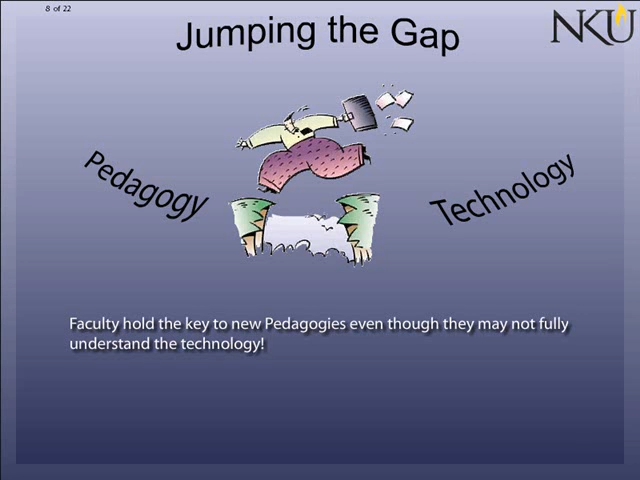 8 of 22
Jumping the Gap
NKU
Pedagogy
Technology
Faculty hold the key to new Pedagogies even though they may not fully
understand the technology!